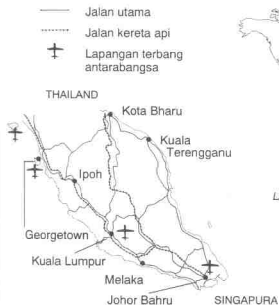 Jalan utama
Jalan kereta api
Lapangan terbang
antarabangsa
THAILAND
Kota Bharu
Kuala
Terengganu
Ipoh
Georgetown
Kuala Lumpur
Melaka
Johor Bahru
SINGAPURA
L